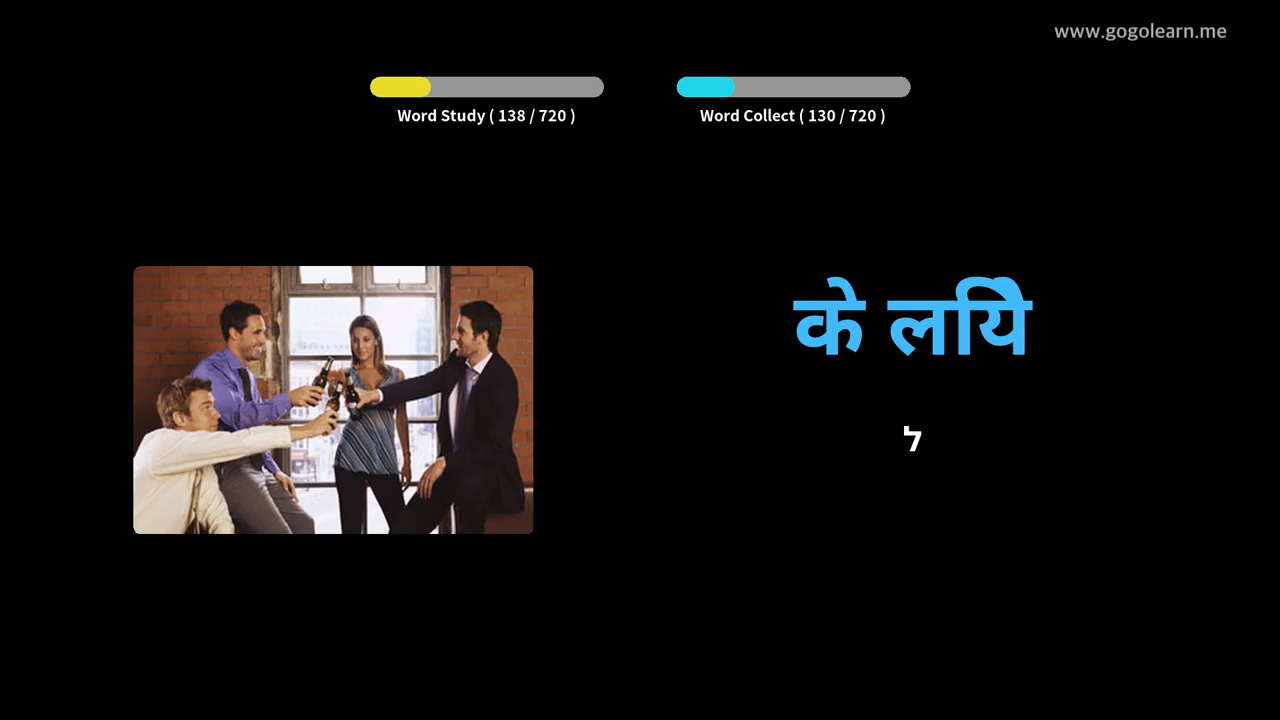 www.gogolearn.me
Word Study ( 138 / 720 )
Word Collect ( 130 / 720 )
के लयिे
ל